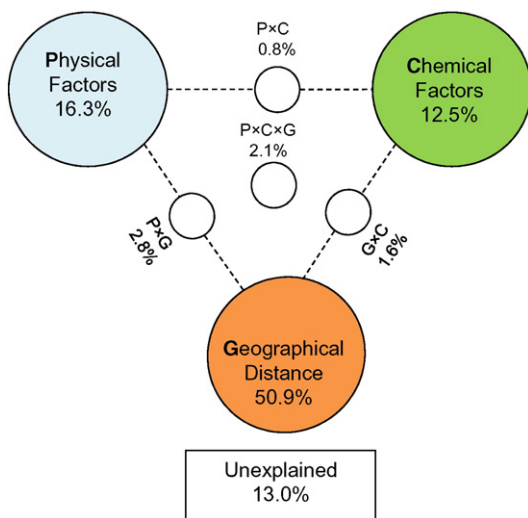 Physical
Factors
16.3%
P×C
0.8%
Chemical
Factors
12.5%
P×C×G
2.1%
P×G
2.8%
G×C
1.6%
Geographical
Distance
50.9%
Unexplained
13.0%